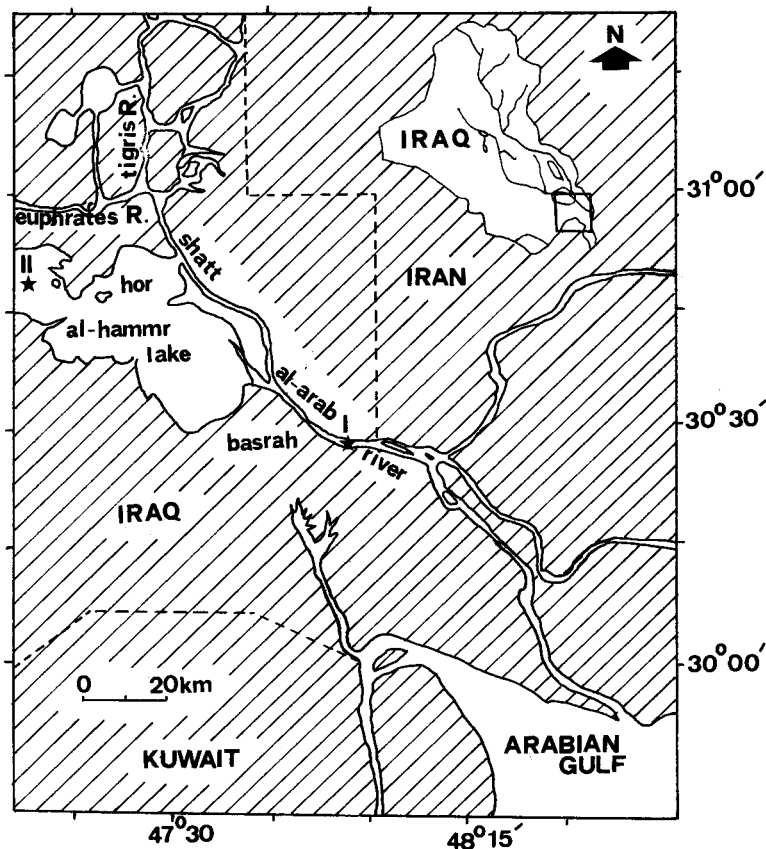 N
IRAQ
tigris R.
31°00′
euphrates R.
shatt
II
hor
IRAN
al-hammr
lake
al-arab
I
30°30′
basrah
river
IRAQ
30°00′
0 20km
ARABIAN
GULF
KUWAIT
47°30
48°15′